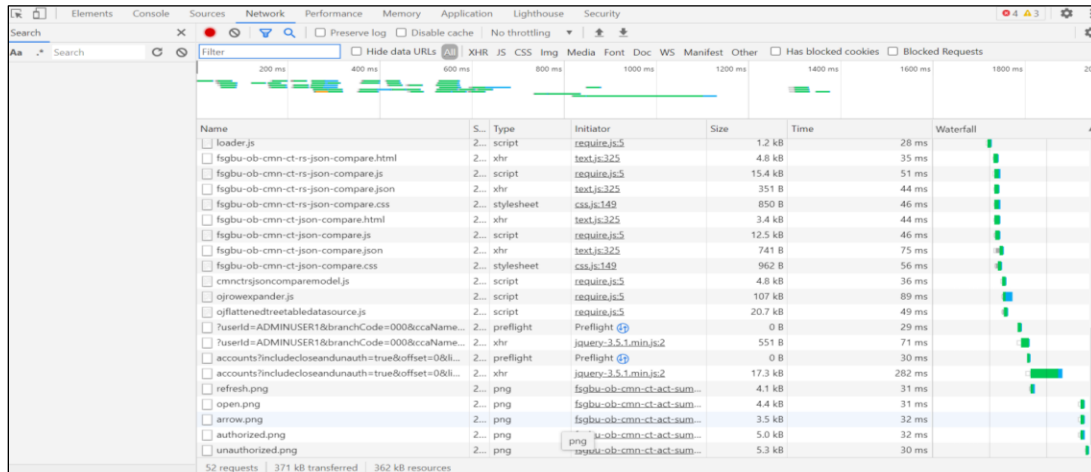 Elements Console Sources Network Performance Memory Application Lighthouse Security 4 3
Search Preserve log Disable cache No throttling
Aa .* Search Filter Hide data URLs All XHR JS CSS Img Media Font Doc WS Manifest Other Has blocked cookies Blocked Requests
200 ms 400 ms 600 ms 800 ms 1000 ms 1200 ms 1400 ms 1600 ms 1800 ms 20
Name S... Type Initiator Size Time Waterfall
loader.js 2... script require.js:5 1.2 kB 28 ms
fsgbu-ob-cmn-ct-rs-json-compare.html 2... xhr text.js:325 4.8 kB 35 ms
fsgbu-ob-cmn-ct-rs-json-compare.js 2... script require.js:5 15.4 kB 51 ms
fsgbu-ob-cmn-ct-rs-json-compare.json 2... xhr text.js:325 351 B 44 ms
fsgbu-ob-cmn-ct-rs-json-compare.css 2... stylesheet css.js:149 850 B 46 ms
fsgbu-ob-cmn-ct-json-compare.html 2... xhr text.js:325 3.4 kB 44 ms
fsgbu-ob-cmn-ct-json-compare.js 2... script require.js:5 12.5 kB 46 ms
fsgbu-ob-cmn-ct-json-compare.json 2... xhr text.js:325 741 B 75 ms
fsgbu-ob-cmn-ct-json-compare.css 2... stylesheet css.js:149 962 B 56 ms
cmnctrsjsoncomparemodel.js 2... script require.js:5 4.8 kB 36 ms
ojrowexpander.js 2... script require.js:5 107 kB 89 ms
ojflattenedtreetabledatasource.js 2... script require.js:5 20.7 kB 49 ms
?userId=ADMINUSER1&branchCode=000&ccaName... 2... preflight Preflight 0 B 29 ms
?userId=ADMINUSER1&branchCode=000&ccaName... 2... xhr jquery-3.5.1.min.js:2 551 B 71 ms
accounts?includecloseandunauth=true&offset=0&li... 2... preflight Preflight 0 B 30 ms
accounts?includecloseandunauth=true&offset=0&li... 2... xhr jquery-3.5.1.min.js:2 17.3 kB 282 ms
refresh.png 2... png fsgbu-ob-cmn-ct-act-sum... 4.1 kB 31 ms
open.png 2... png fsgbu-ob-cmn-ct-act-sum... 4.4 kB 31 ms
arrow.png 2... png fsgbu-ob-cmn-ct-act-sum... 3.5 kB 32 ms
authorized.png 2... png png u-ob-cmn-ct-act-sum... 5.0 kB 32 ms
unauthorized.png 2... png fsgbu-ob-cmn-ct-act-sum... 5.3 kB 30 ms
52 requests 371 kB transferred 362 kB resources